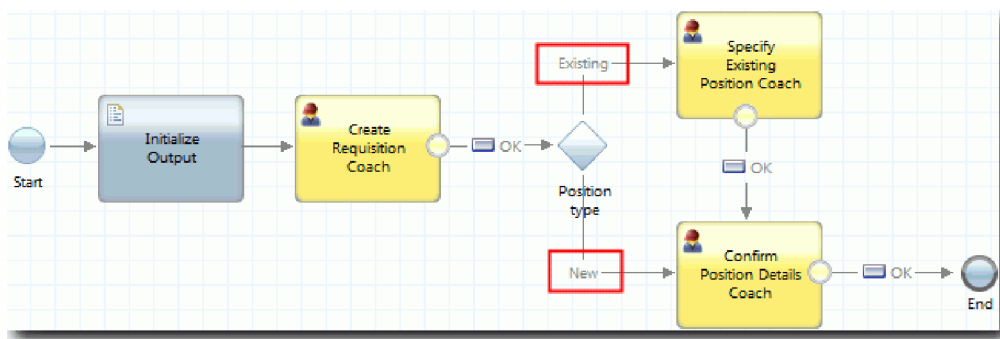 Start
Initialize
Output
Create
Requisition
Coach
OK
Position
type
Existing
Specify
Existing
Position Coach
OK
New
Confirm
Position Details
Coach
OK
End